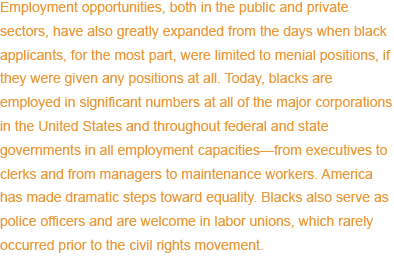 Employment opportunities, both in the public and private
sectors, have also greatly expanded from the days when black
applicants, for the most part, were limited to menial positions, if
they were given any positions at all. Today, blacks are
employed in significant numbers at all of the major corporations
in the United States and throughout federal and state
governments in all employment capacities—from executives to
clerks and from managers to maintenance workers. America
has made dramatic steps toward equality. Blacks also serve as
police officers and are welcome in labor unions, which rarely
occurred prior to the civil rights movement.